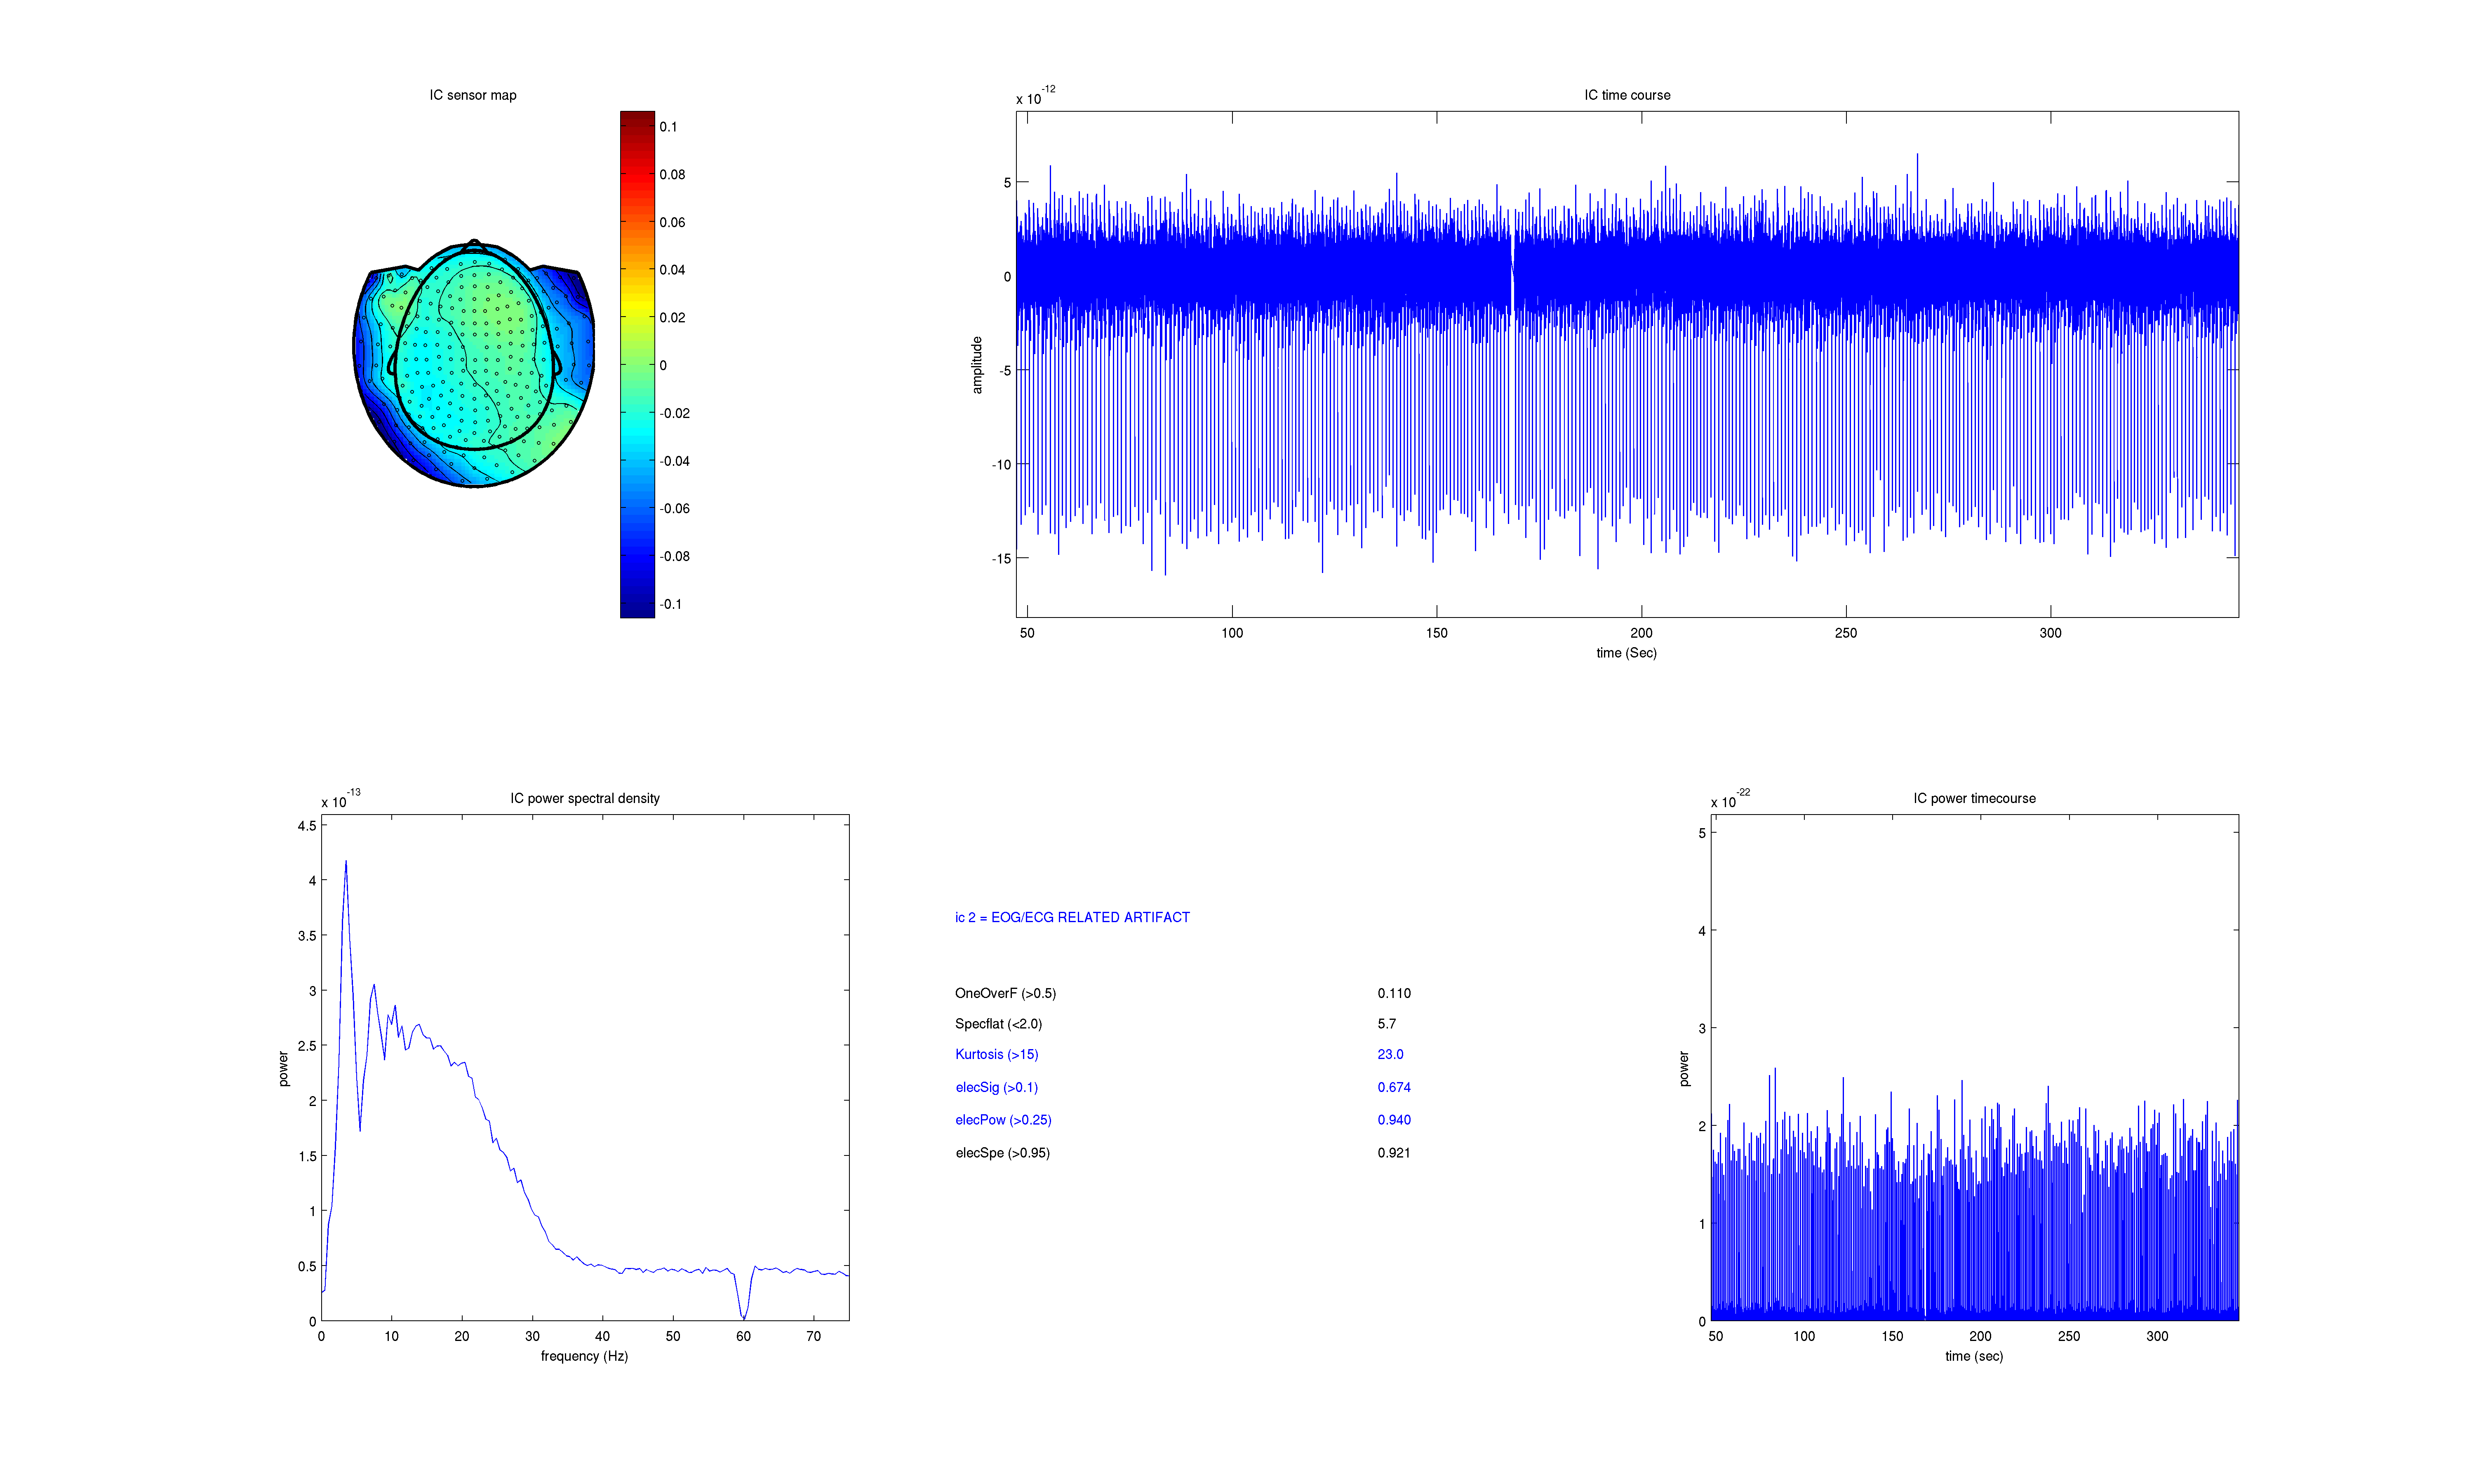 IC sensor map
0.1
0.08
0.06
0.04
0.02
0
-0.02
-0.04
-0.06
-0.08
-0.1
IC time course
x 10^-12
5
0
-5
-10
-15
amplitude
50 100 150 200 250 300
time (Sec)
IC power spectral density
x 10^-13
4.5
4
3.5
3
2.5
2
1.5
1
0.5
0
power
0 10 20 30 40 50 60 70
frequency (Hz)
ic 2 = EOG/ECG RELATED ARTIFACT
OneOverF (>0.5) 0.110
Specflat (<2.0) 5.7
Kurtosis (>15) 23.0
elecSig (>0.1) 0.674
elecPow (>0.25) 0.940
elecSpe (>0.95) 0.921
IC power timecourse
x 10^-22
5
4
3
2
1
0
power
50 100 150 200 250 300
time (sec)